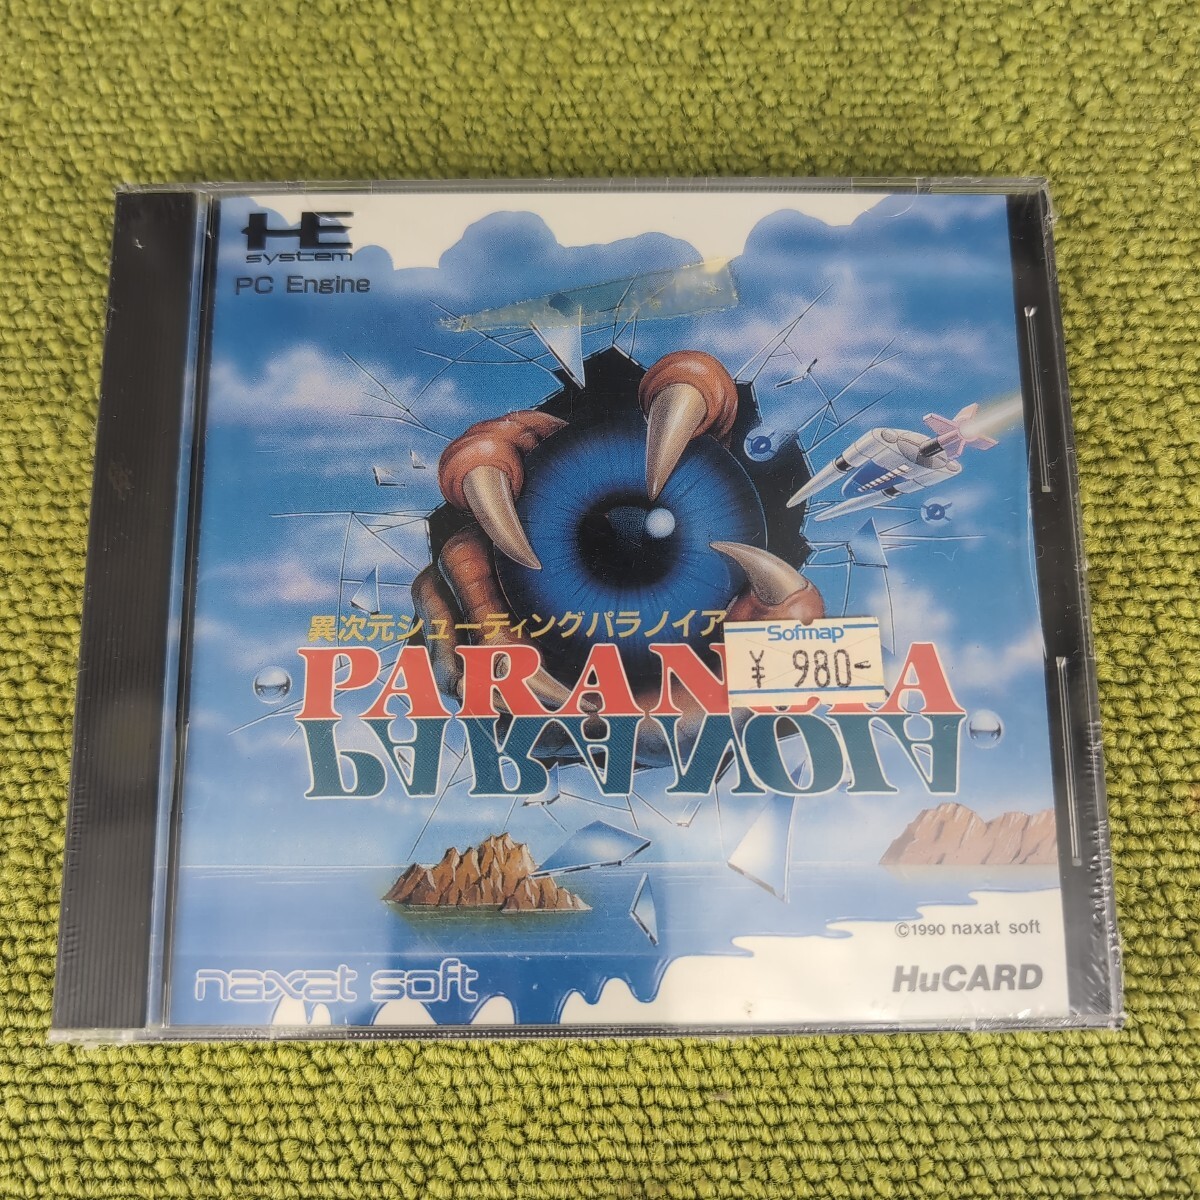 HE
system
PC Engine
異次元シューティングパラノイア
Sofmap
¥ 980-
PARANOIA
PARANOIA
©1990 naxat soft
naxat soft
HuCARD